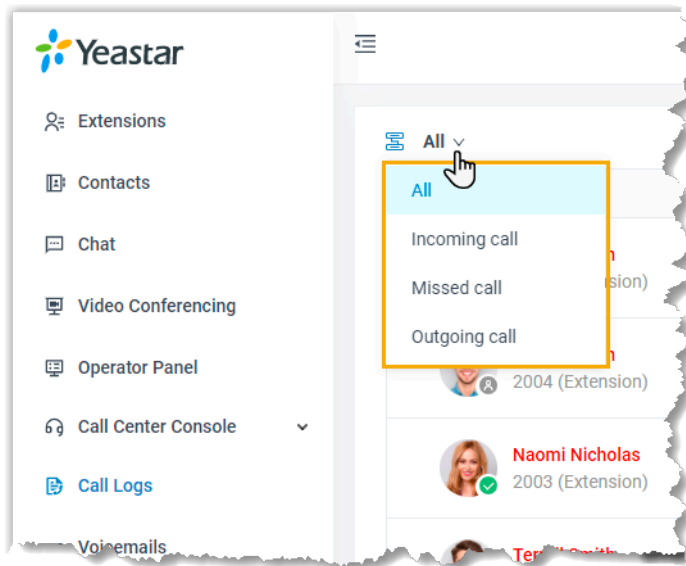 Yeastar
Extensions
Contacts
Chat
Video Conferencing
Operator Panel
Call Center Console
Call Logs
Voicemails
All
All
Incoming call
Missed call
Outgoing call
2004 (Extension)
Naomi Nicholas
2003 (Extension)